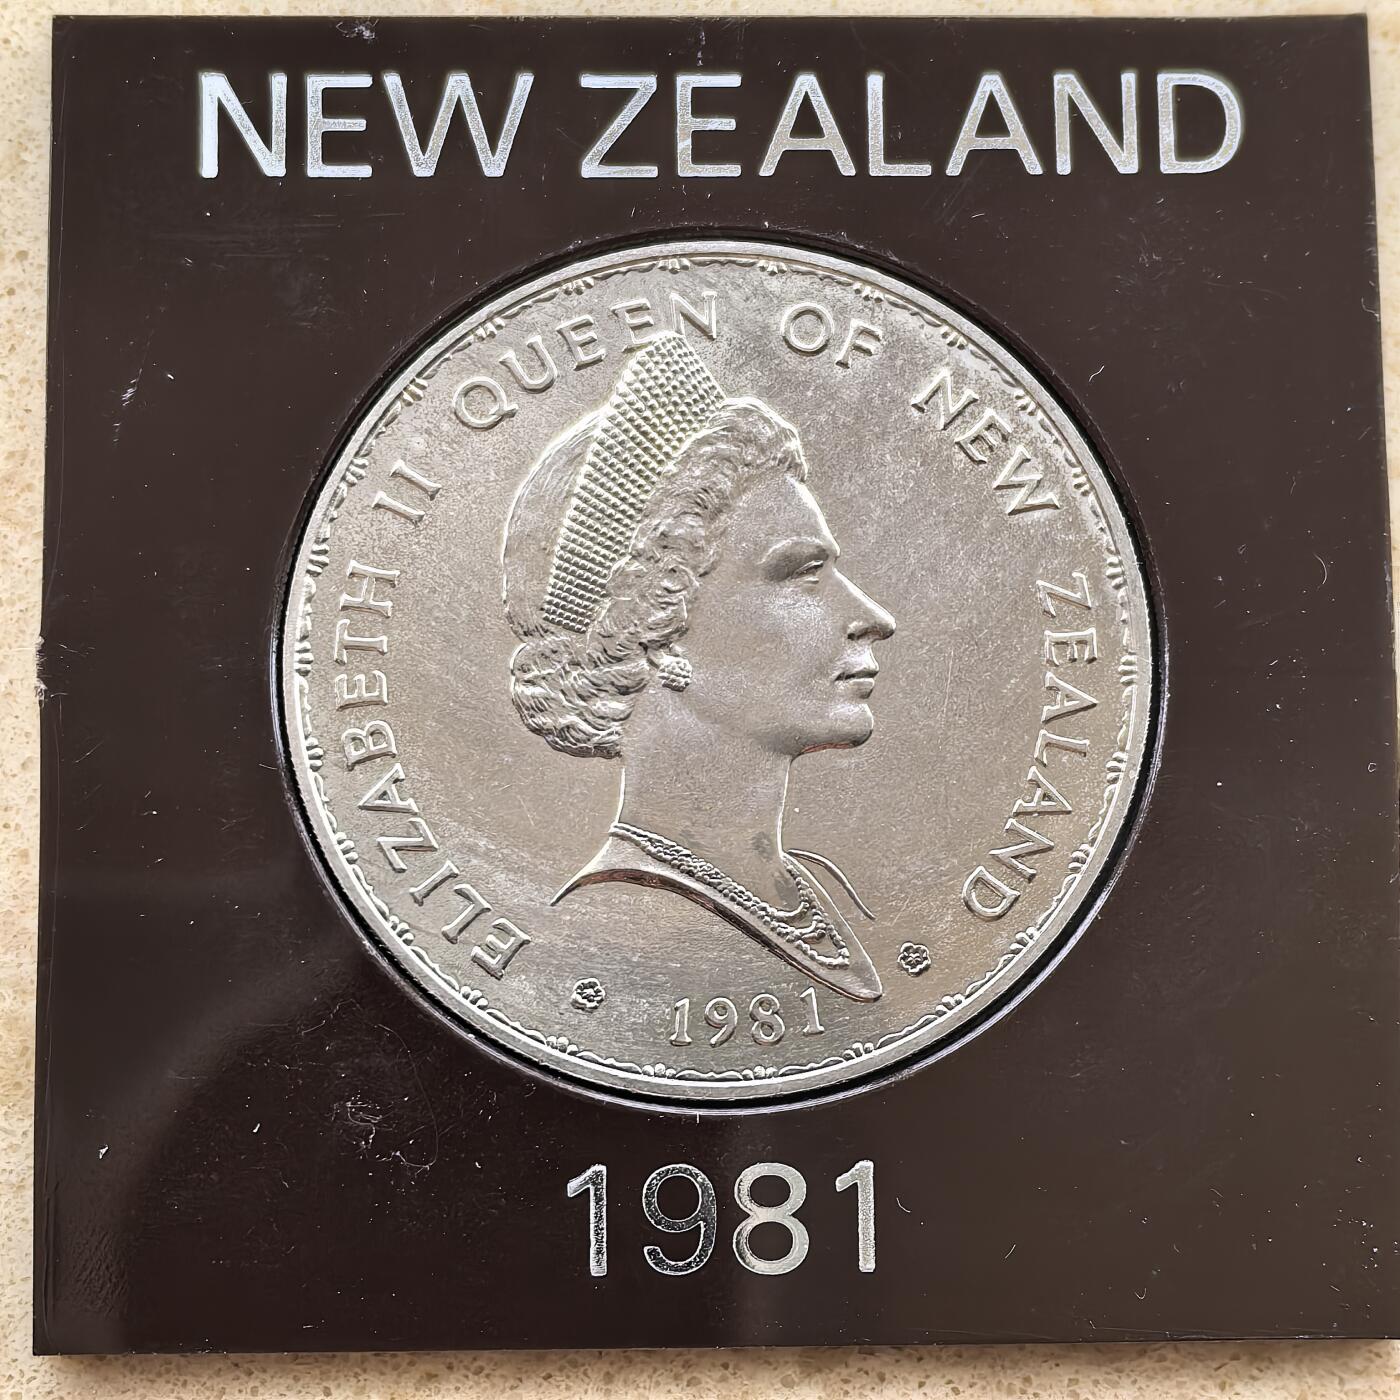 NEW ZEALAND
ELIZABETH II QUEEN OF NEW ZEALAND
1981
1981